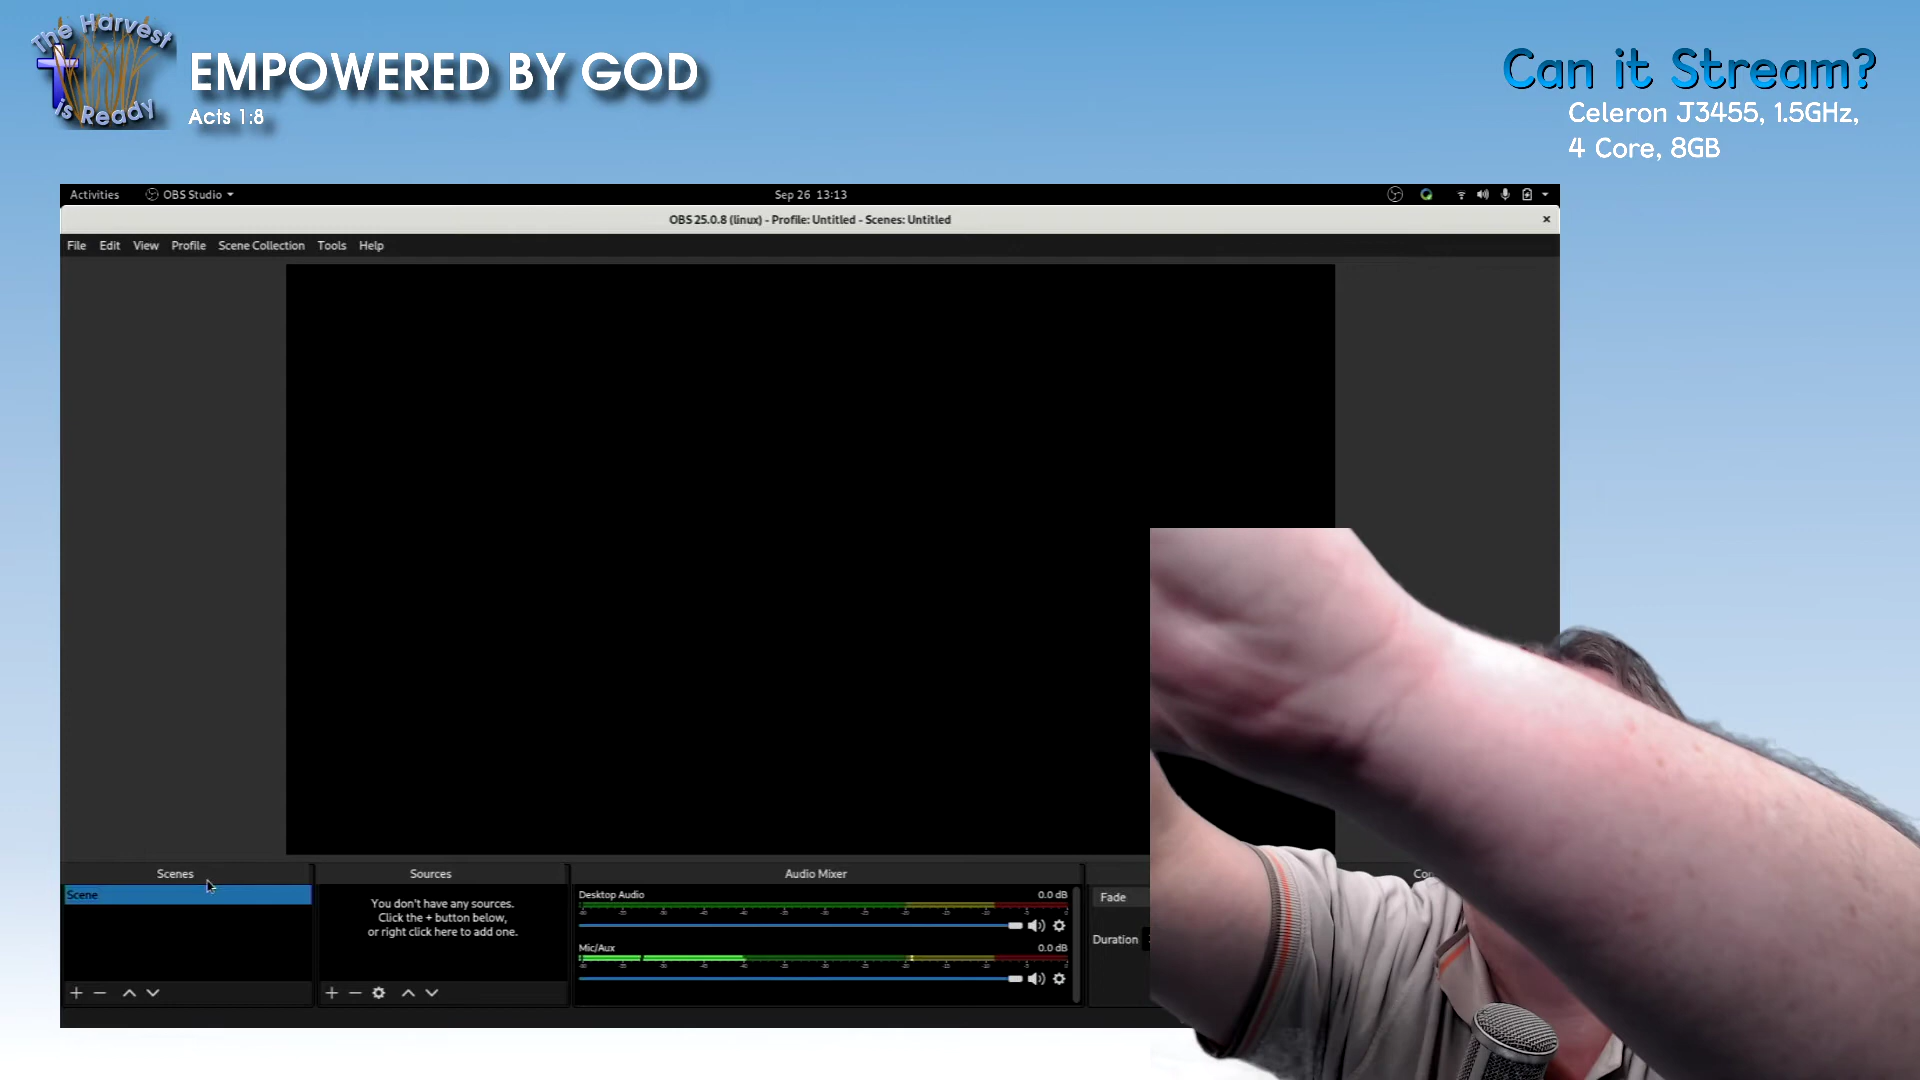 The Harvest
is Ready
EMPOWERED BY GOD
Acts 1:8
Can it Stream?
Celeron J3455, 1.5GHz,
4 Core, 8GB
Activities OBS Studio Sep 26 13:13
OBS 25.0.8 (linux) - Profile: Untitled - Scenes: Untitled
File Edit View Profile Scene Collection Tools Help
Scenes Sources Audio Mixer
Scene
You don't have any sources.
Click the + button below,
or right click here to add one.
Desktop Audio 0.0 dB
Mic/Aux 0.0 dB
Fade
Duration